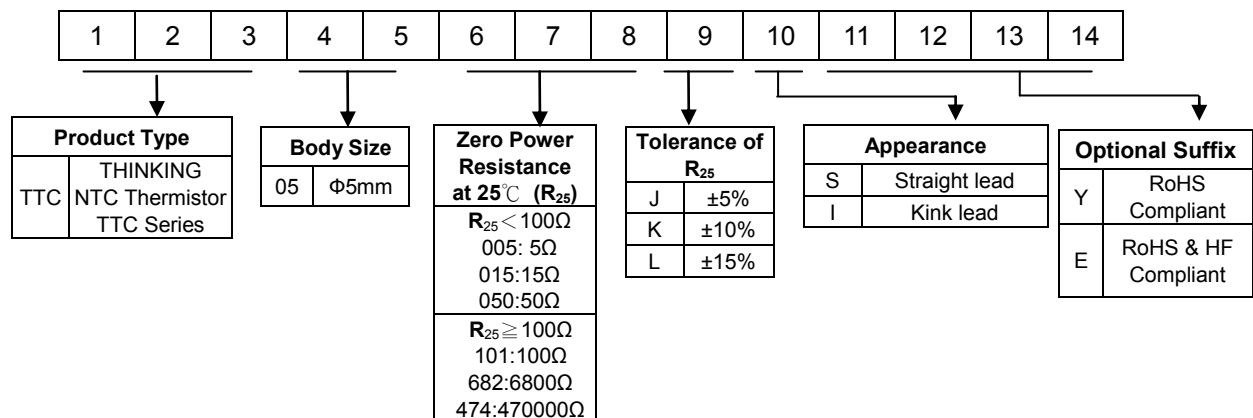 1 2 3 4 5 6 7 8 9 10 11 12 13 14
Product Type
TTC
THINKING
NTC Thermistor
TTC Series
Body Size
05 Φ5mm
Zero Power
Resistance
at 25℃ (R₂₅)
R₂₅＜100Ω
005: 5Ω
015:15Ω
050:50Ω
R₂₅≧100Ω
101:100Ω
682:6800Ω
474:470000Ω
Tolerance of
R₂₅
J ±5%
K ±10%
L ±15%
Appearance
S Straight lead
I Kink lead
Optional Suffix
Y
RoHS
Compliant
E
RoHS & HF
Compliant